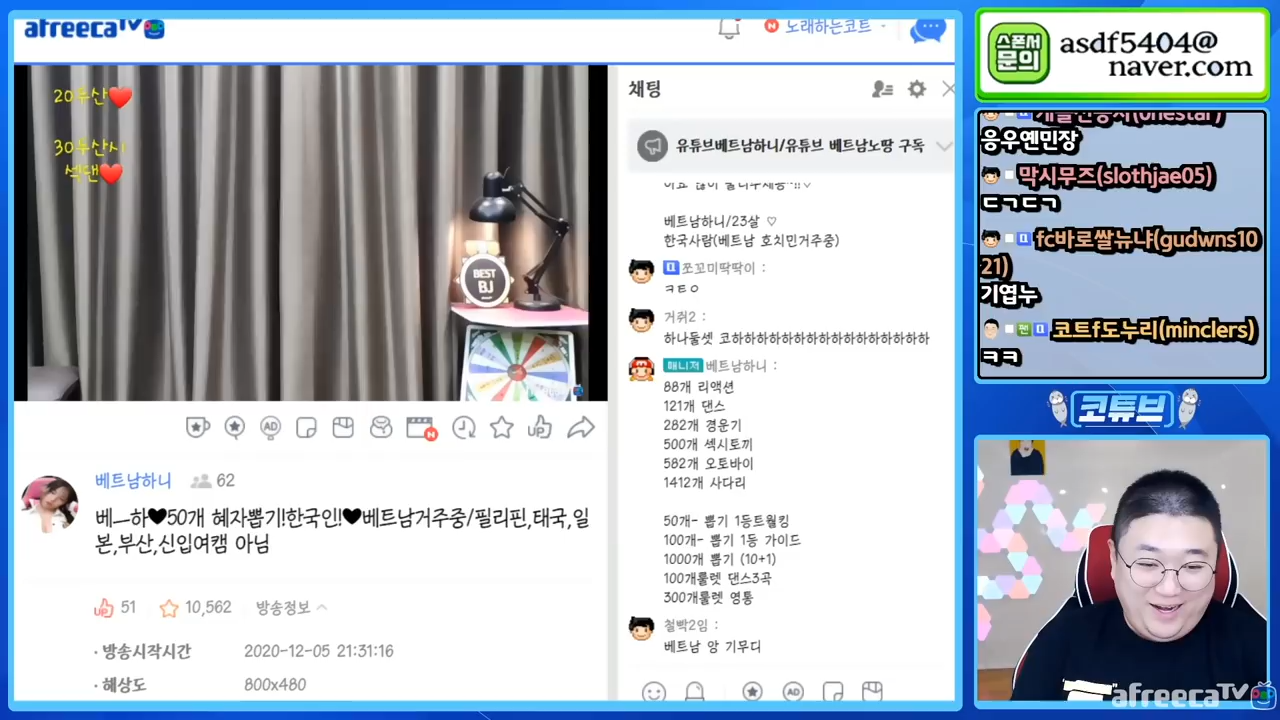 afreecaTV
노래하는코트
20부산❤️
30부산시
섹댄❤️
BEST
BJ
베트남하니 62
베ㅡ하♥50개 혜자뽑기!한국인!♥베트남거주중/필리핀,태국,일
본,부산,신입여캠 아님
UP 51 10,562 방송정보
· 방송시작시간 2020-12-05 21:31:16
· 해상도 800x480
채팅
유튜브베트남하니/유튜브 베트남노땅 구독
베트남하니/23살 ♡
한국사람(베트남 호치민거주중)
쪼꼬미딱딱이 :
ㅋㅌㅇ
거쥐2 :
하나둘셋 코하하하하하하하하하하하하하하하하하
매니저 베트남하니 :
88개 리액션
121개 댄스
282개 경운기
500개 섹시토끼
582개 오토바이
1412개 사다리
50개- 뽑기 1등트월킹
100개- 뽑기 1등 가이드
1000개 뽑기 (10+1)
100개룰렛 댄스3곡
300개룰렛 영통
철빡2임 :
베트남 앙 기무디
스폰서
문의
asdf5404@
naver.com
응우옌민장
막시무즈(slothjae05)
ㄷㄱㄷㄱ
fc바로쌀뉴냐(gudwns10
21)
기엽누
팬 코트f도누리(minclers)
ㅋㅋ
코튜브
afreecaTV